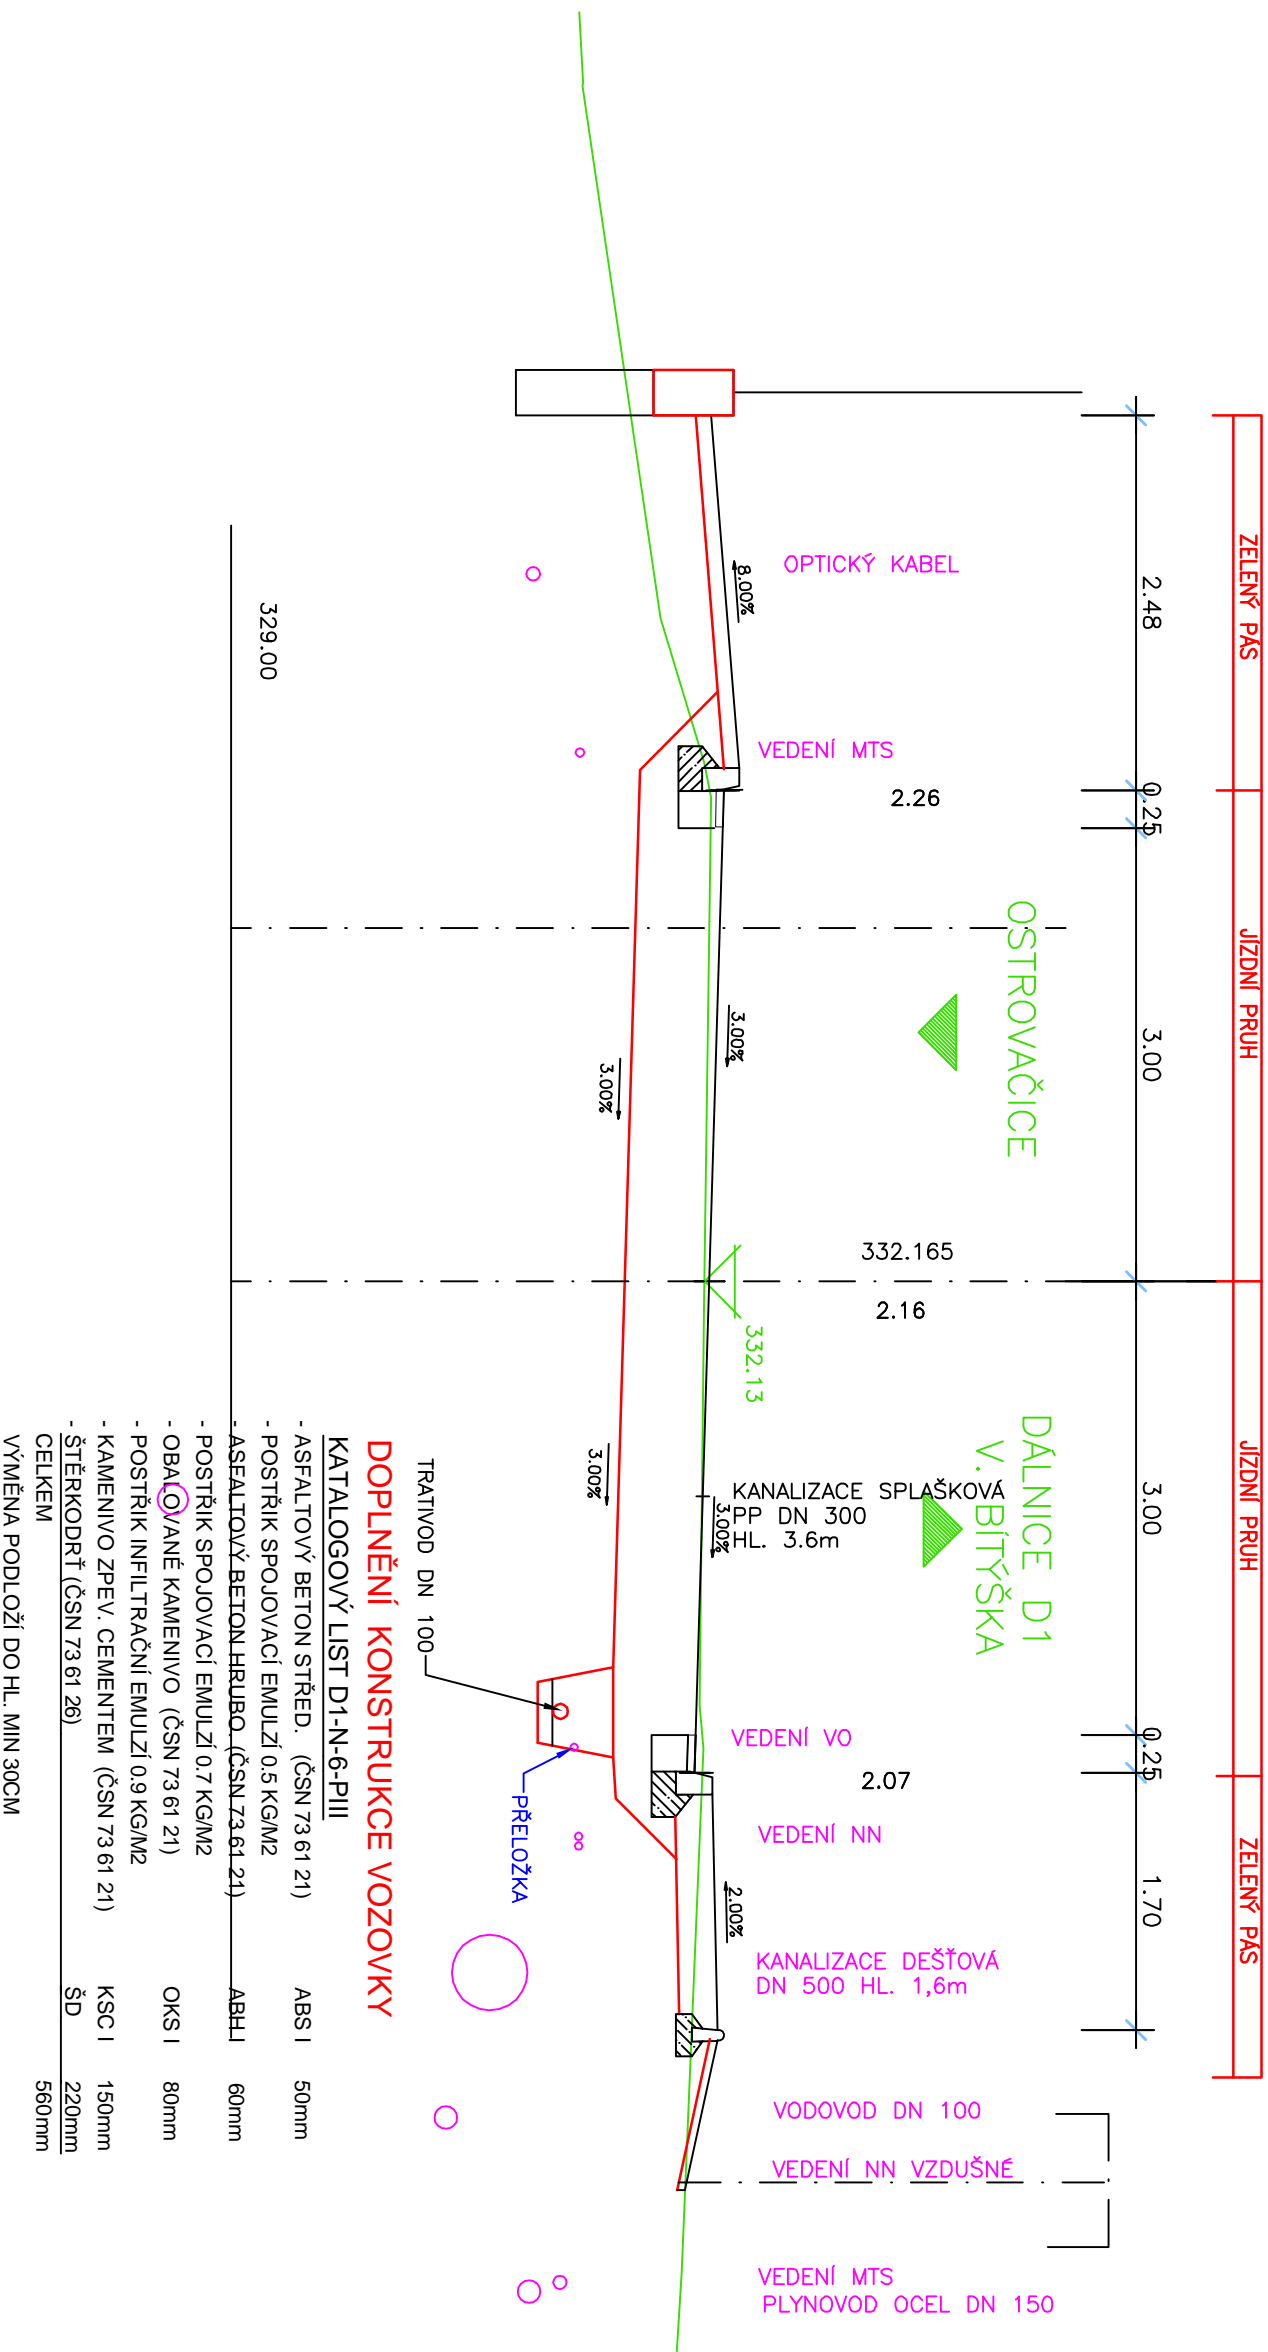 ZELENÝ PÁS
JÍZDNÍ PRUH
JÍZDNÍ PRUH
ZELENÝ PÁS
2.48
0.25
3.00
3.00
0.25
1.70
OSTROVAČICE
DÁLNICE D1
V. BÍTÝŠKA
2.26
332.165
2.16
2.07
332.13
OPTICKÝ KABEL
VEDENÍ MTS
KANALIZACE SPLAŠKOVÁ
PP DN 300
HL. 3.6m
VEDENÍ VO
VEDENÍ NN
KANALIZACE DEŠŤOVÁ
DN 500 HL. 1,6m
VODOVOD DN 100
VEDENÍ NN VZDUŠNÉ
VEDENÍ MTS
PLYNOVOD OCEL DN 150
8.00%
3.00%
3.00%
2.00%
3.00%
3.00%
PŘELOŽKA
TRATIVOD DN 100
329.00
DOPLNĚNÍ KONSTRUKCE VOZOVKY
KATALOGOVÝ LIST D1-N-6-PIII
- ASFALTOVÝ BETON STŘED. (ČSN 73 61 21) ABS I 50mm
- POSTŘIK SPOJOVACÍ EMULZÍ 0.5 KG/M2
- ASFALTOVÝ BETON HRUBO. (ČSN 73 61 21) ABH I 60mm
- POSTŘIK SPOJOVACÍ EMULZÍ 0.7 KG/M2
- OBALOVANÉ KAMENIVO (ČSN 73 61 21) OKS I 80mm
- POSTŘIK INFILTRAČNÍ EMULZÍ 0.9 KG/M2
- KAMENIVO ZPEV. CEMENTEM (ČSN 73 61 21) KSC I 150mm
- ŠTĚRKODRŤ (ČSN 73 61 26) ŠD 220mm
CELKEM 560mm
VÝMĚNA PODLOŽÍ DO HL. MIN 30CM